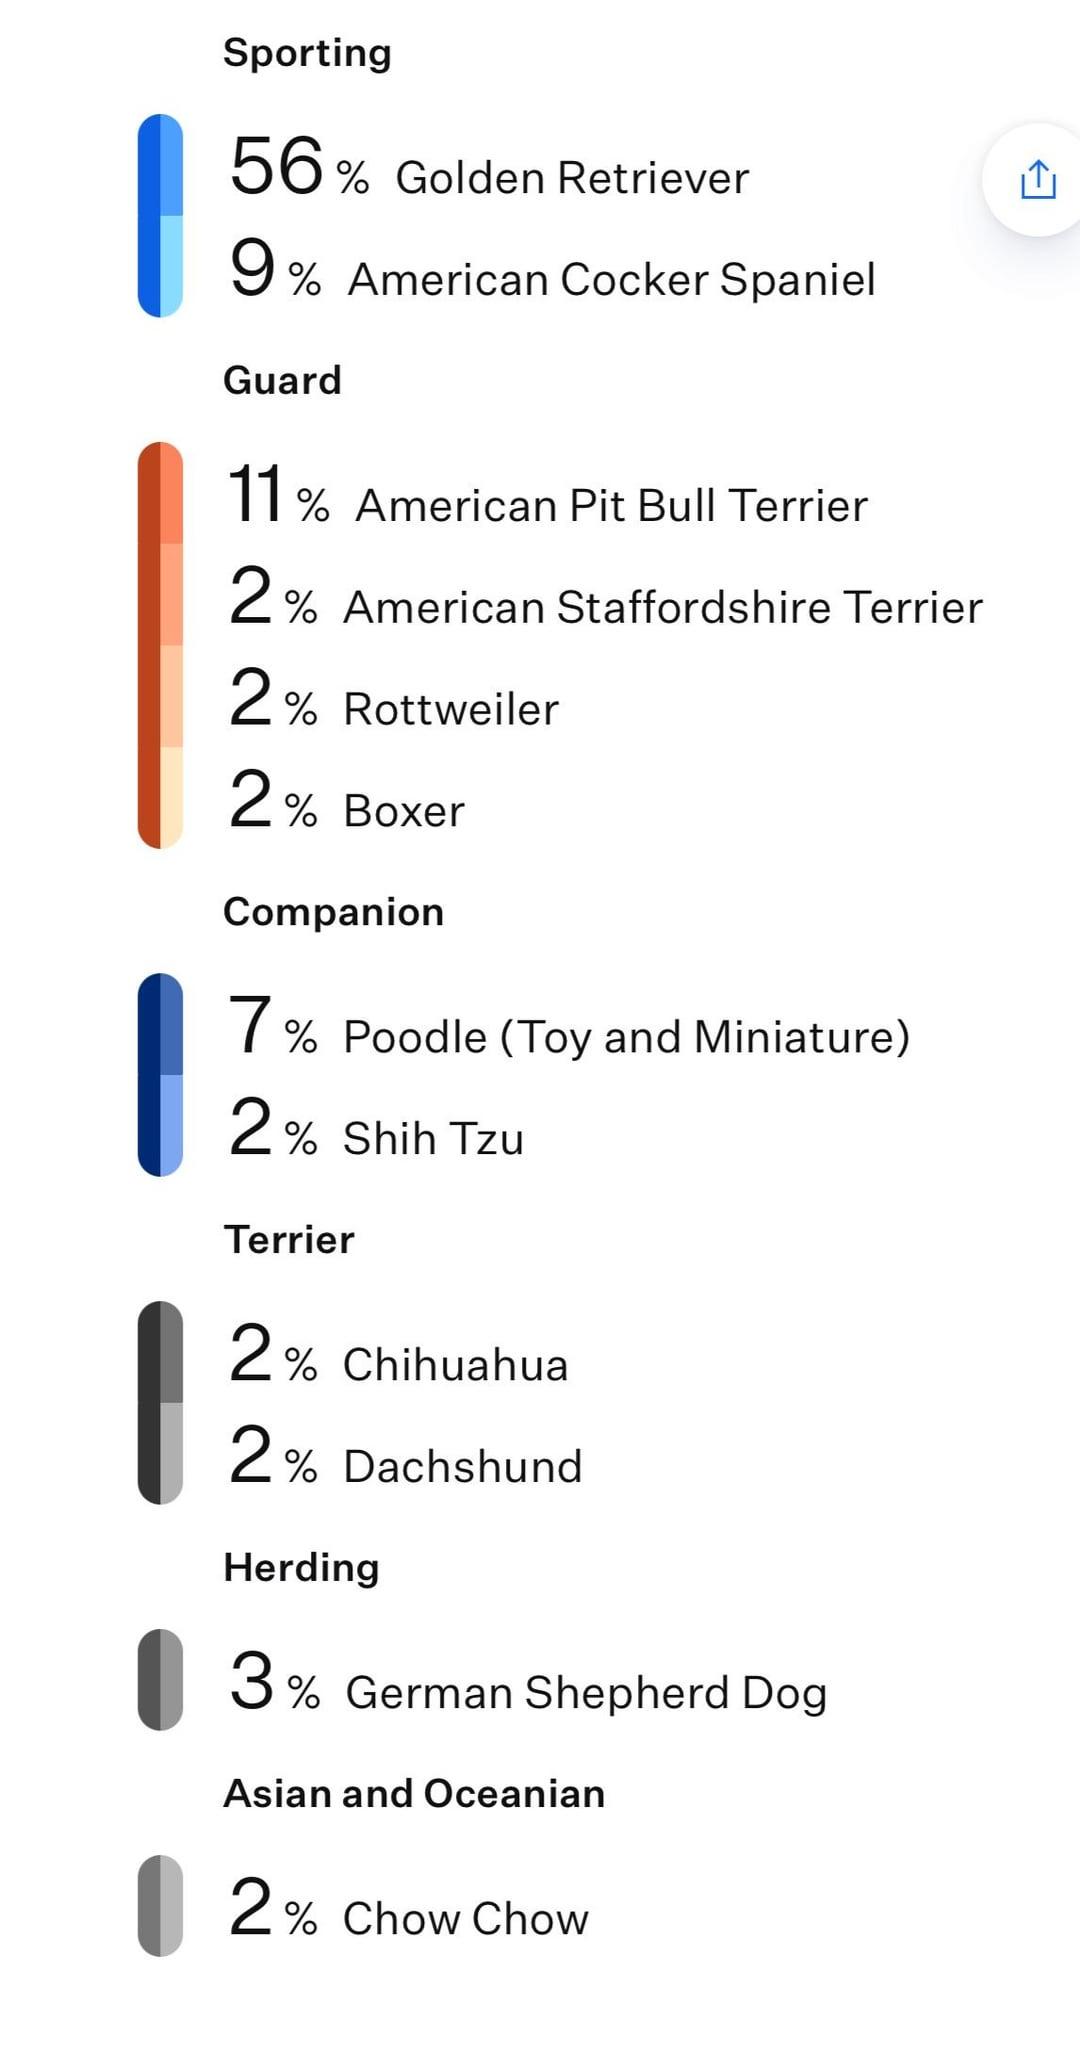 Sporting
56 % Golden Retriever
9 % American Cocker Spaniel
Guard
11 % American Pit Bull Terrier
2 % American Staffordshire Terrier
2 % Rottweiler
2 % Boxer
Companion
7 % Poodle (Toy and Miniature)
2 % Shih Tzu
Terrier
2 % Chihuahua
2 % Dachshund
Herding
3 % German Shepherd Dog
Asian and Oceanian
2 % Chow Chow